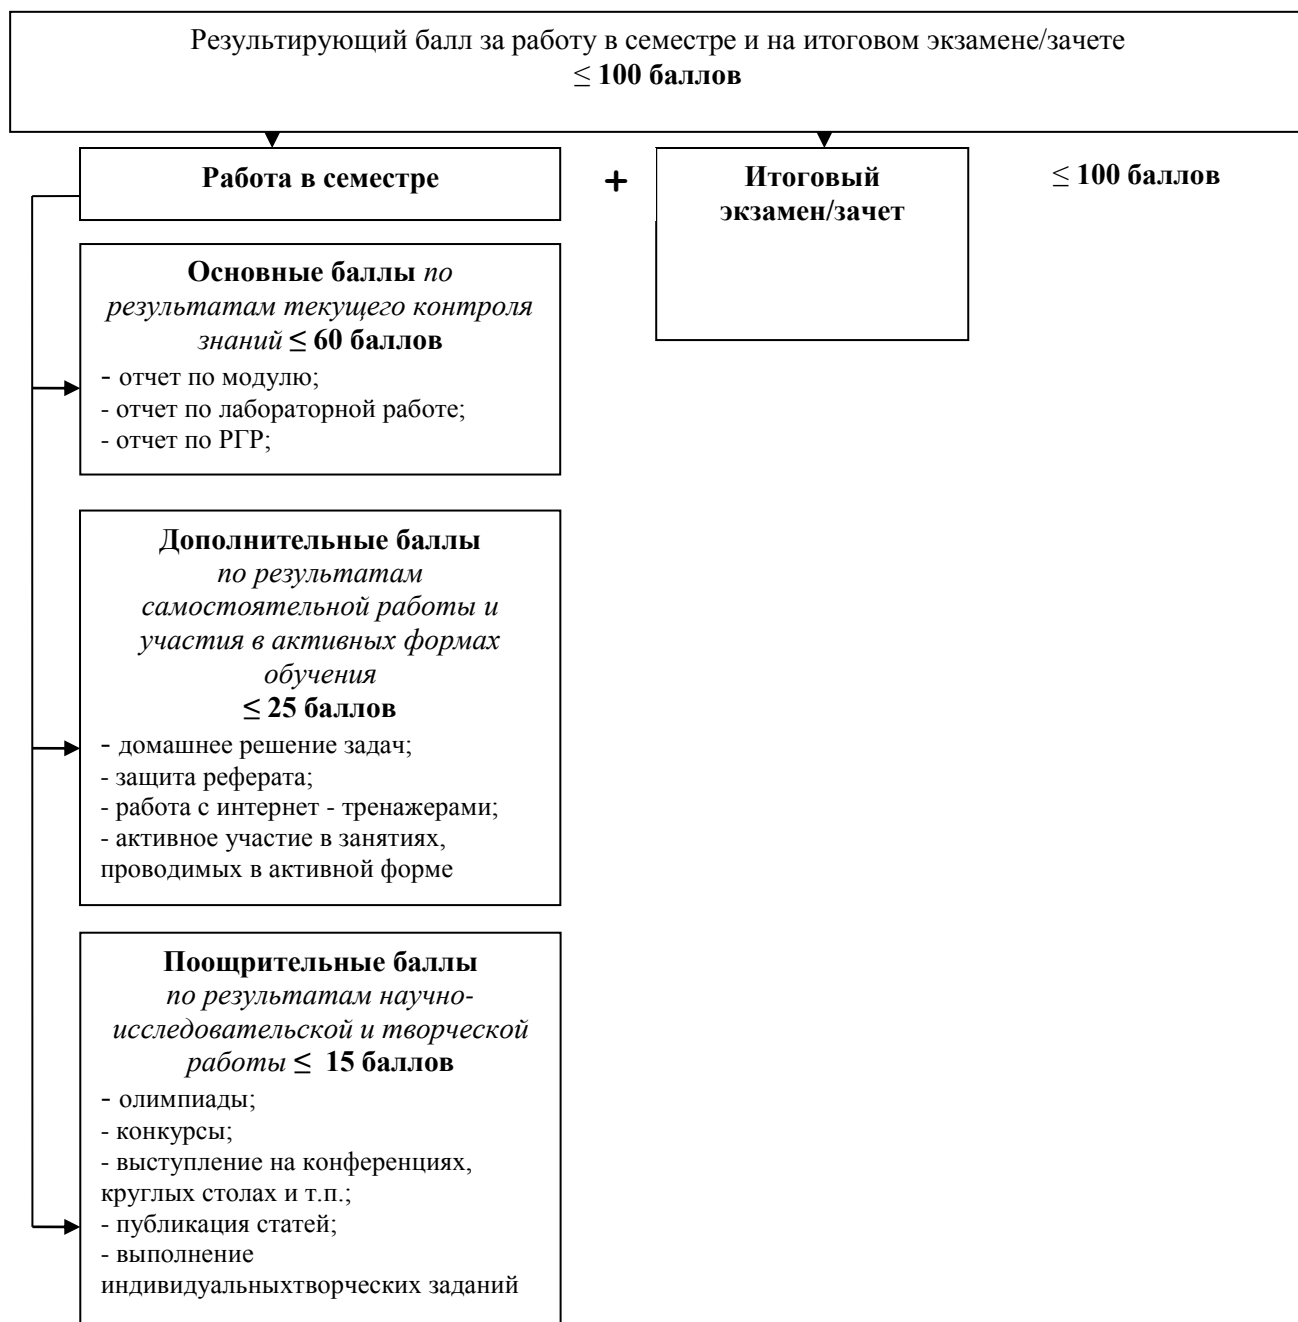 Результирующий балл за работу в семестре и на итоговом экзамене/зачете
≤ 100 баллов
Работа в семестре
+
Итоговый
экзамен/зачет
≤ 100 баллов
Основные баллы по
результатам текущего контроля
знаний ≤ 60 баллов
- отчет по модулю;
- отчет по лабораторной работе;
- отчет по РГР;
Дополнительные баллы
по результатам
самостоятельной работы и
участия в активных формах
обучения
≤ 25 баллов
- домашнее решение задач;
- защита реферата;
- работа с интернет - тренажерами;
- активное участие в занятиях,
проводимых в активной форме
Поощрительные баллы
по результатам научно-
исследовательской и творческой
работы ≤ 15 баллов
- олимпиады;
- конкурсы;
- выступление на конференциях,
круглых столах и т.п.;
- публикация статей;
- выполнение
индивидуальныхтворческих заданий